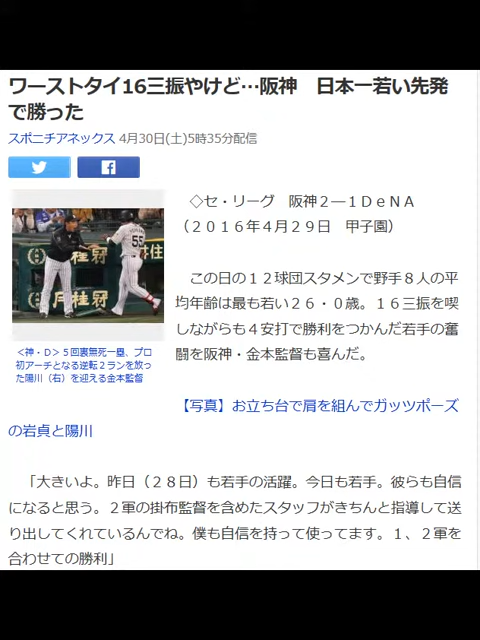 ワーストタイ16三振やけど…阪神　日本一若い先発
で勝った
スポニチアネックス 4月30日(土)5時35分配信
◇セ・リーグ　阪神２―１ＤｅＮＡ
（２０１６年４月２９日　甲子園）
この日の１２球団スタメンで野手８人の平
均年齢は最も若い２６・０歳。１６三振を喫
しながらも４安打で勝利をつかんだ若手の奮
闘を阪神・金本監督も喜んだ。
55
月桂冠
＜神・Ｄ＞５回裏無死一塁、プロ
初アーチとなる逆転２ランを放っ
た陽川（右）を迎える金本監督
【写真】お立ち台で肩を組んでガッツポーズ
の岩貞と陽川
「大きいよ。昨日（２８日）も若手の活躍。今日も若手。彼らも自信
になると思う。２軍の掛布監督を含めたスタッフがきちんと指導して送
り出してくれているんでね。僕も自信を持って使ってます。１、２軍を
合わせての勝利」